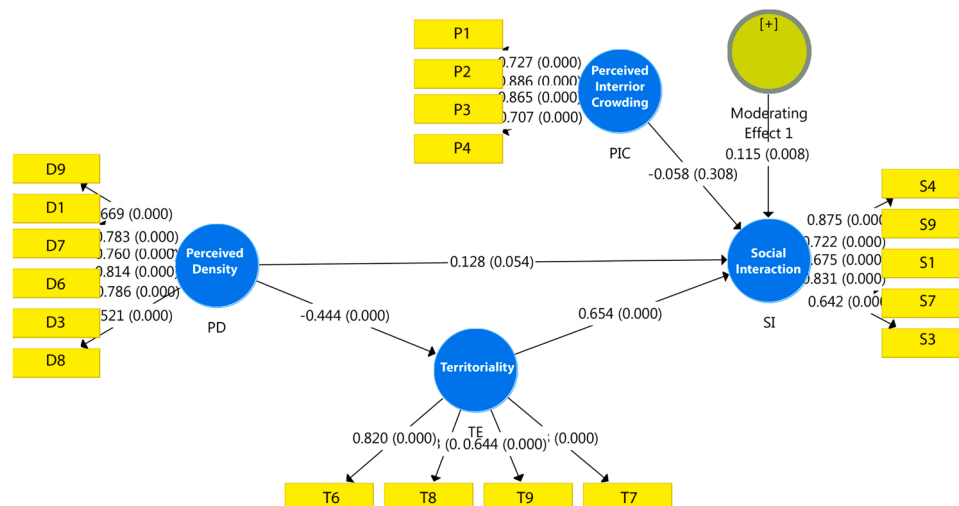 P1
P2
P3
P4
0.727 (0.000)
0.886 (0.000)
0.865 (0.000)
0.707 (0.000)
Perceived
Interrior
Crowding
PIC
[+]
Moderating
Effect 1
0.115 (0.008)
-0.058 (0.308)
D9
D1
D7
D6
D3
D8
669 (0.000)
0.783 (0.000)
0.760 (0.000)
0.814 (0.000)
0.786 (0.000)
521 (0.000)
Perceived
Density
PD
0.128 (0.054)
-0.444 (0.000)
0.654 (0.000)
Social
Interaction
SI
0.875 (0.000
0.722 (0.000
0.675 (0.000
0.831 (0.000
0.642 (0.000
S4
S9
S1
S7
S3
Territoriality
TE
0.820 (0.000)
0.644 (0.000)
(0.000)
T6
T8
T9
T7